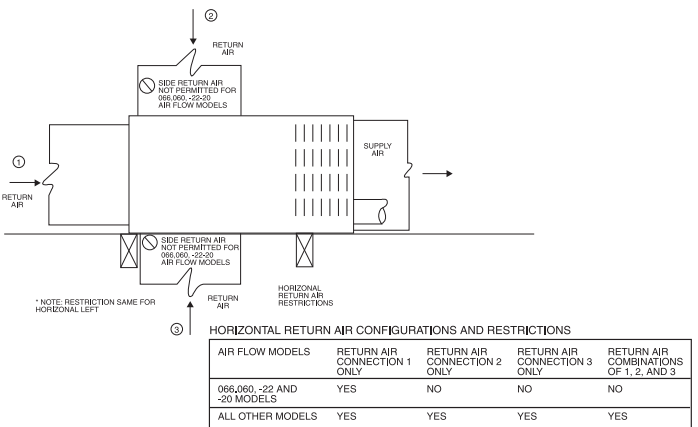 ②
RETURN
AIR
SIDE RETURN AIR
NOT PERMITTED FOR
066,060, -22-20
AIR FLOW MODELS
①
RETURN
AIR
SUPPLY
AIR
SIDE RETURN AIR
NOT PERMITTED FOR
066,060, -22-20
AIR FLOW MODELS
* NOTE: RESTRICTION SAME FOR
HORIZONAL LEFT
RETURN
AIR
③
HORIZONAL
RETURN AIR
RESTRICTIONS
HORIZONTAL RETURN AIR CONFIGURATIONS AND RESTRICTIONS
AIR FLOW MODELS
RETURN AIR
CONNECTION 1
ONLY
RETURN AIR
CONNECTION 2
ONLY
RETURN AIR
CONNECTION 3
ONLY
RETURN AIR
COMBINATIONS
OF 1, 2, AND 3
066,060, -22 AND
-20 MODELS
YES
NO
NO
NO
ALL OTHER MODELS
YES
YES
YES
YES